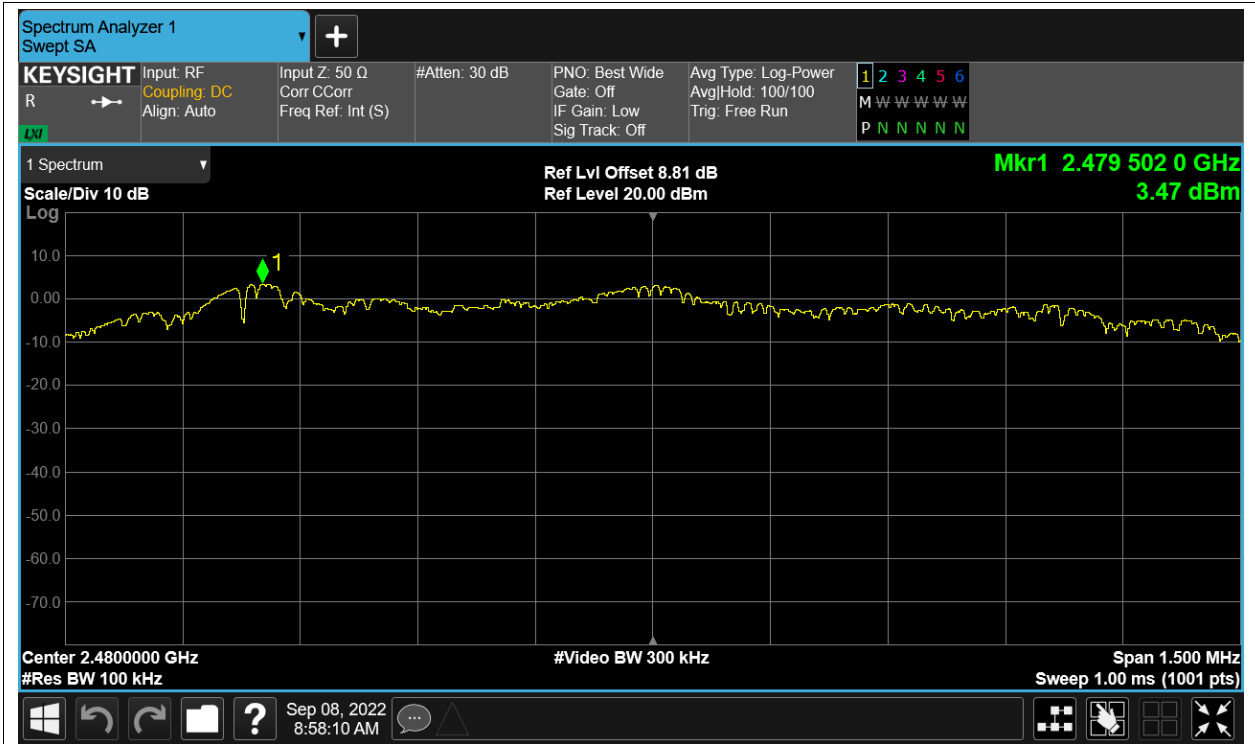 Spectrum Analyzer 1
Swept SA
KEYSIGHT
R
LXI
Input: RF
Coupling: DC
Align: Auto
Input Z: 50 Ω
Corr CCorr
Freq Ref: Int (S)
#Atten: 30 dB
PNO: Best Wide
Gate: Off
IF Gain: Low
Sig Track: Off
Avg Type: Log-Power
Avg|Hold: 100/100
Trig: Free Run
1 2 3 4 5 6
M W W W W W W
P N N N N N
1 Spectrum
Scale/Div 10 dB
Log
Ref Lvl Offset 8.81 dB
Ref Level 20.00 dBm
Mkr1 2.479 502 0 GHz
3.47 dBm
1
10.0
0.00
-10.0
-20.0
-30.0
-40.0
-50.0
-60.0
-70.0
Center 2.4800000 GHz
#Video BW 300 kHz
Span 1.500 MHz
#Res BW 100 kHz
Sweep 1.00 ms (1001 pts)
?
Sep 08, 2022
8:58:10 AM